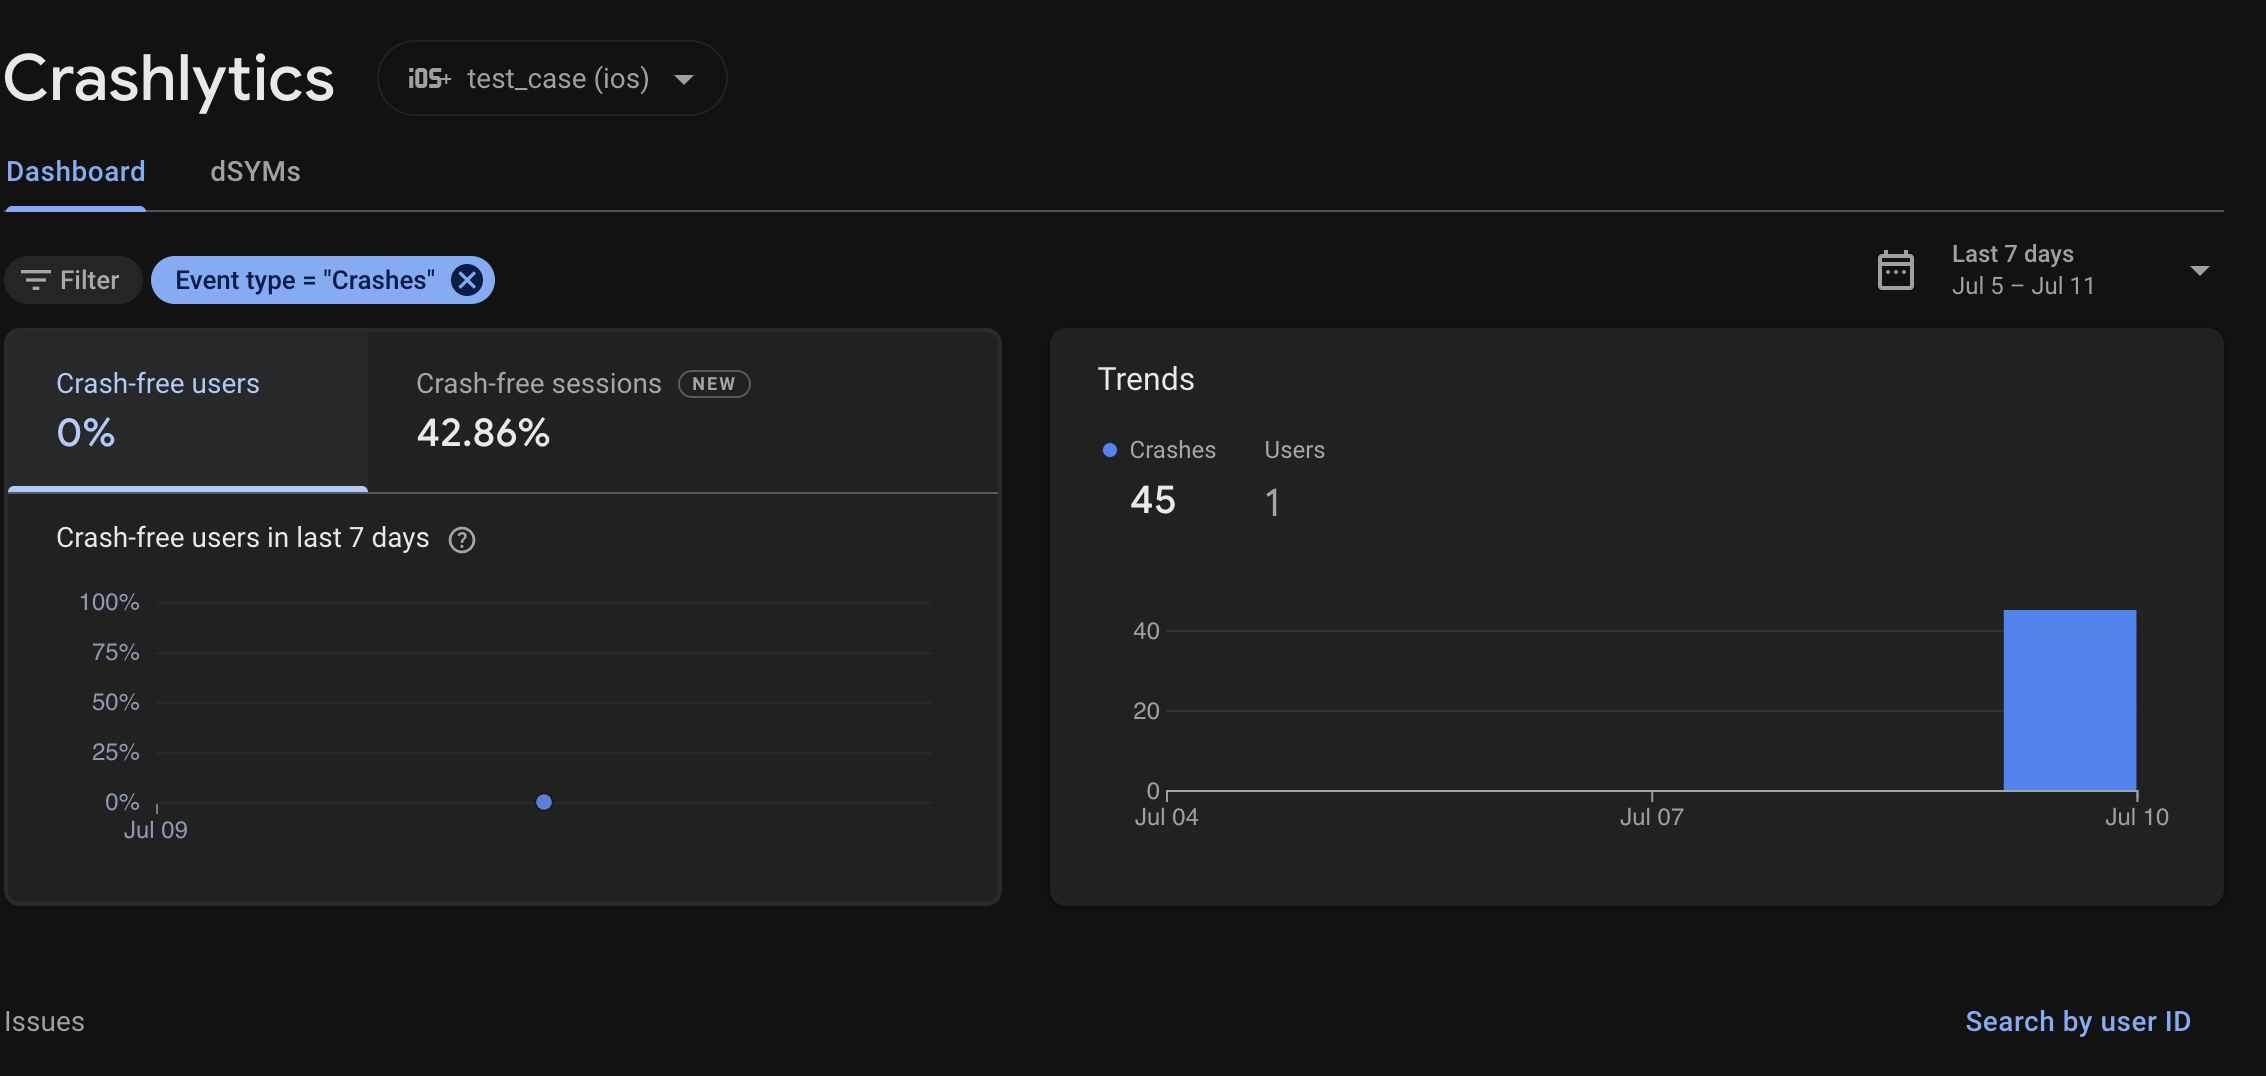 Crashlytics
iOS+ test_case (ios)
Dashboard dSYMs
Filter Event type = "Crashes"
Last 7 days
Jul 5 – Jul 11
Crash-free users
0%
Crash-free sessions NEW
42.86%
Crash-free users in last 7 days ?
100%
75%
50%
25%
0%
Jul 09
Trends
Crashes Users
45 1
40
20
0
Jul 04 Jul 07 Jul 10
Issues
Search by user ID